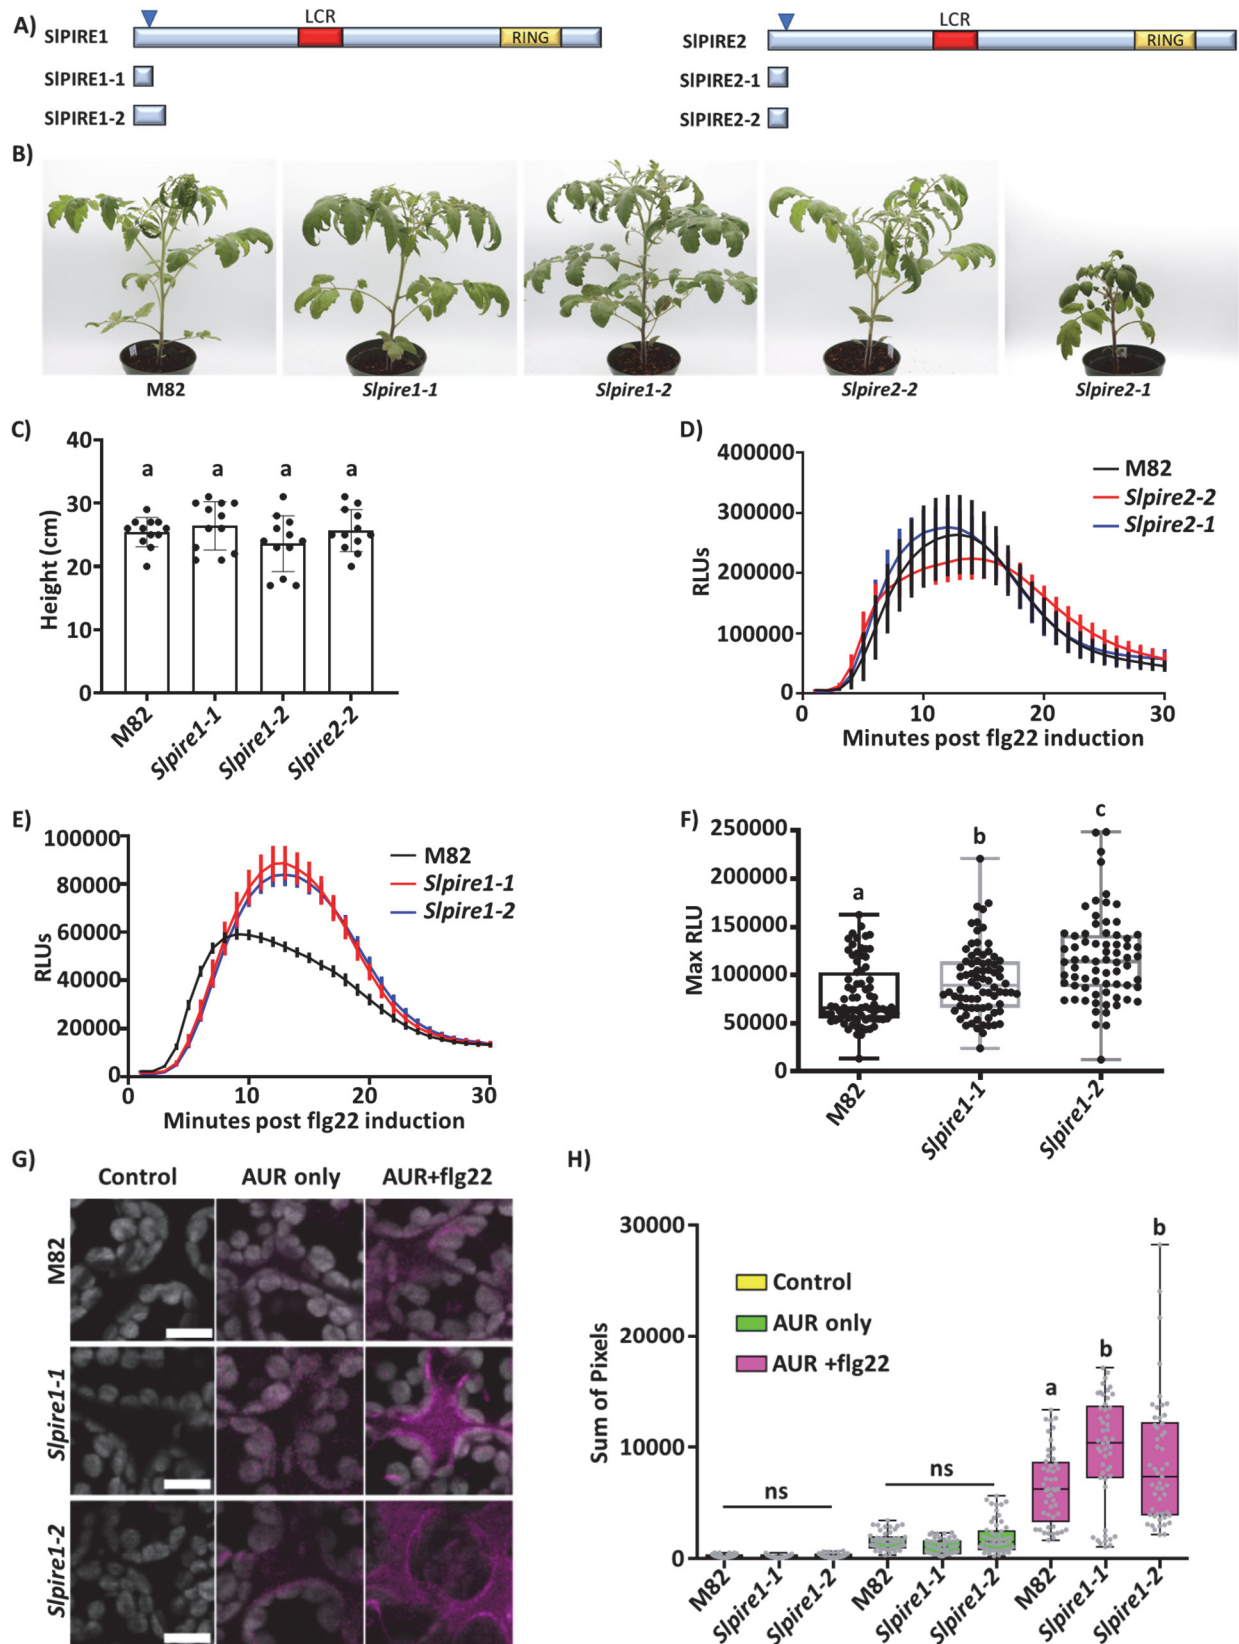 A)
SlPIRE1
LCR
RING
SlPIRE1-1
SlPIRE1-2
SlPIRE2
LCR
RING
SlPIRE2-1
SlPIRE2-2
B)
M82
Slpire1-1
Slpire1-2
Slpire2-2
Slpire2-1
C)
Height (cm)
40
30
20
10
0
a
a
a
a
M82
Slpire1-1
Slpire1-2
Slpire2-2
D)
RLUs
400000
300000
200000
100000
0
M82
Slpire2-2
Slpire2-1
0 10 20 30
Minutes post flg22 induction
E)
RLUs
100000
80000
60000
40000
20000
0
M82
Slpire1-1
Slpire1-2
0 10 20 30
Minutes post flg22 induction
F)
Max RLU
250000
200000
150000
100000
50000
0
a
b
c
M82
Slpire1-1
Slpire1-2
G)
Control
AUR only
AUR+flg22
M82
Slpire1-1
Slpire1-2
H)
Sum of Pixels
30000
20000
10000
0
Control
AUR only
AUR +flg22
ns
ns
a
b
b
M82
Slpire1-1
Slpire1-2
M82
Slpire1-1
Slpire1-2
M82
Slpire1-1
Slpire1-2